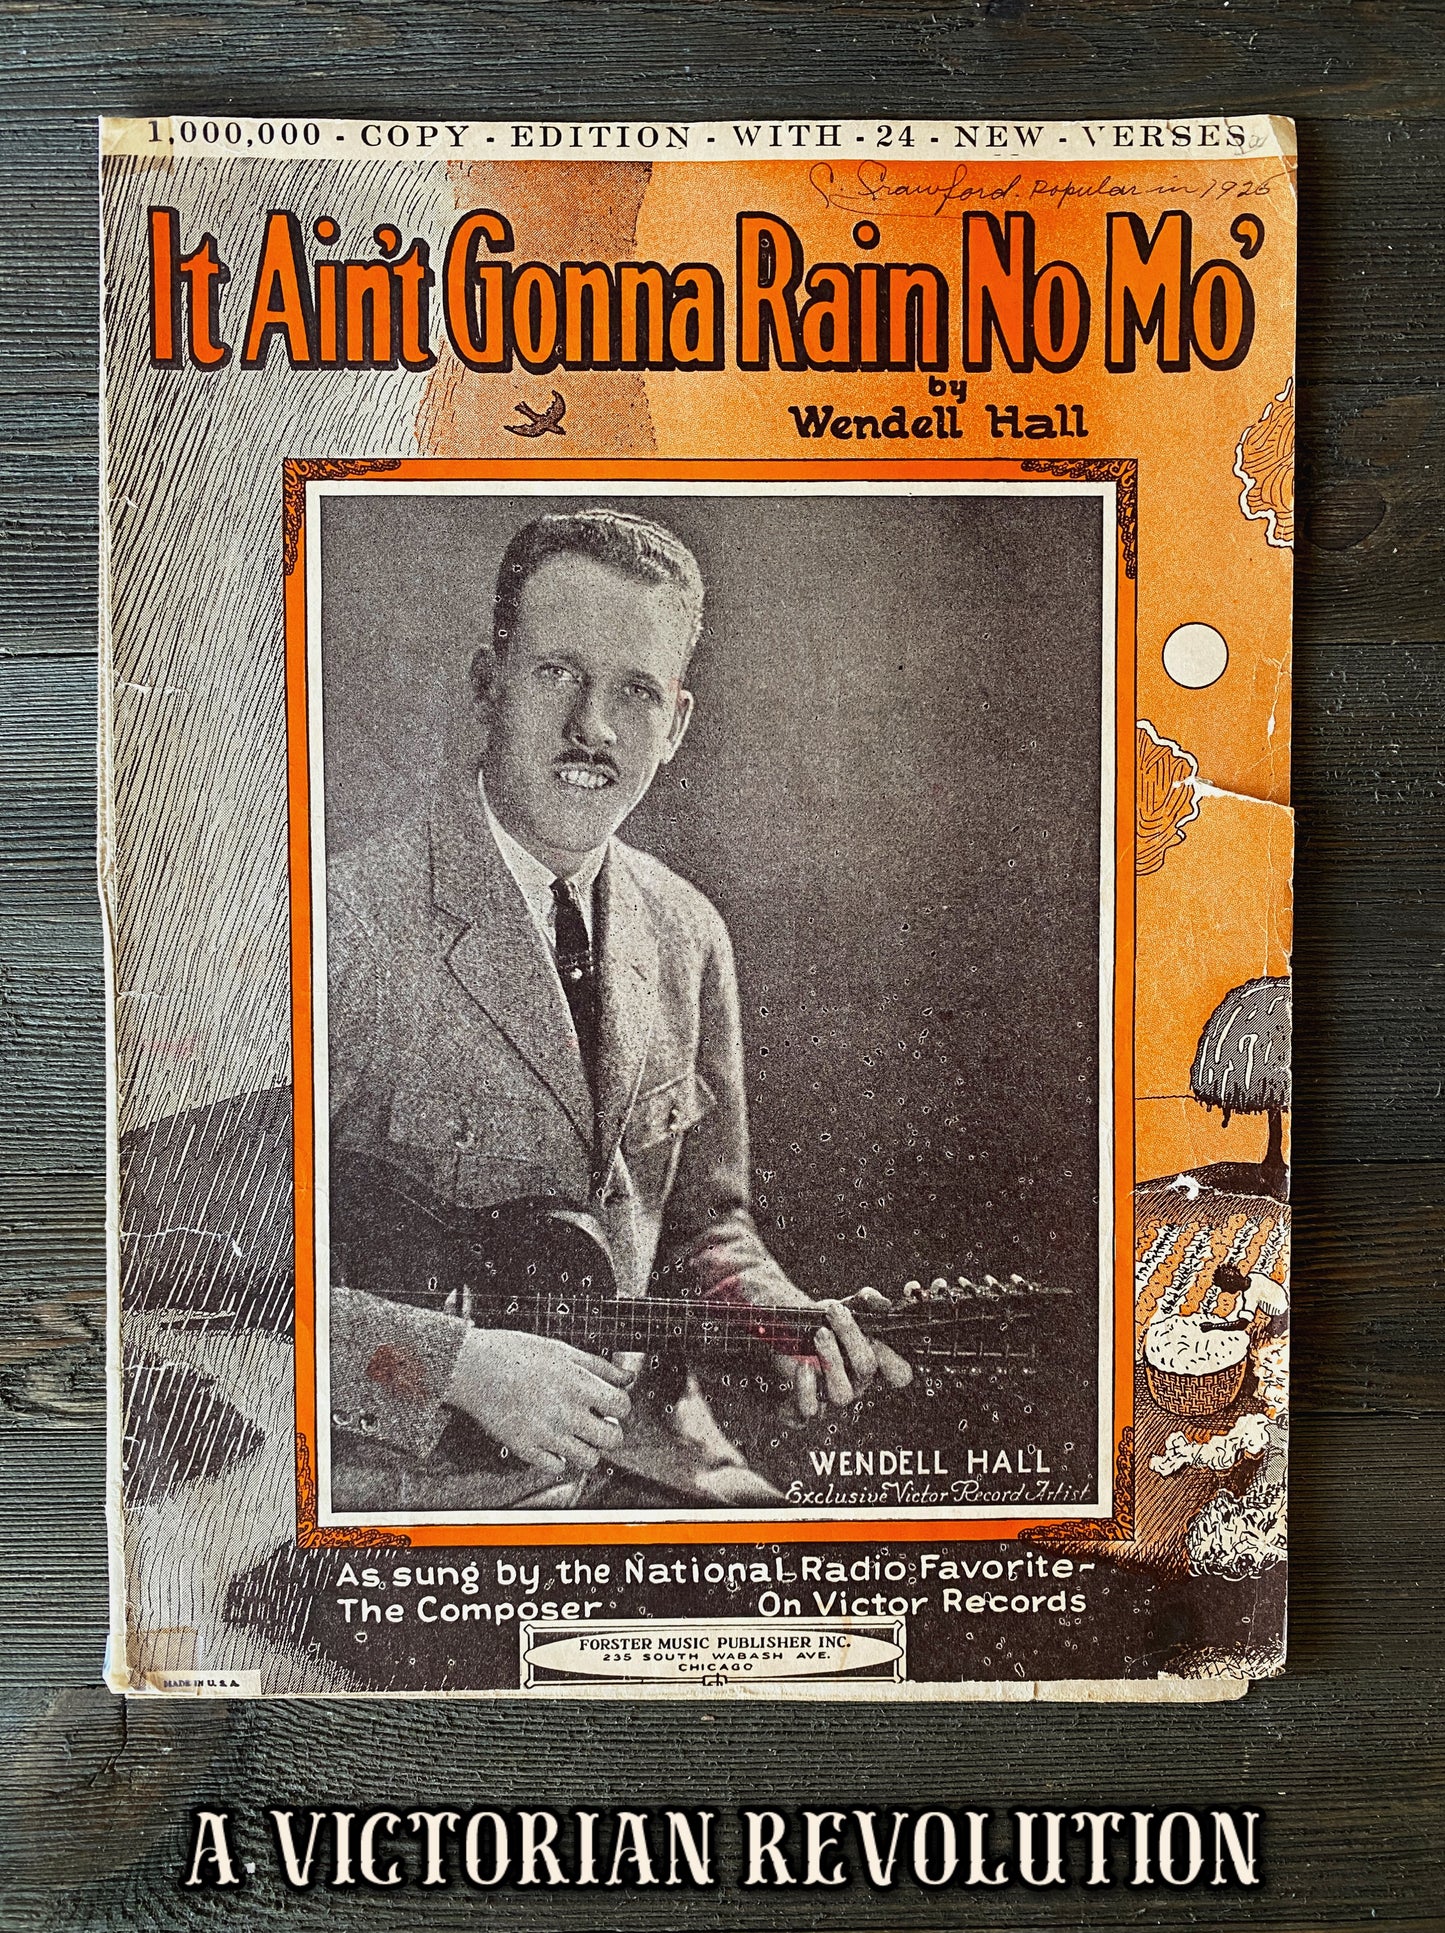 1,000,000 - COPY - EDITION - WITH - 24 - NEW - VERSES
C. Crawford. Popular in 1926
It Ain't Gonna Rain No Mo'
by
Wendell Hall
WENDELL HALL
Exclusive Victor Record Artist
As sung by the National Radio Favorite-
The Composer On Victor Records
FORSTER MUSIC PUBLISHER INC.
235 SOUTH WABASH AVE.
CHICAGO
MADE IN U.S.A.
A VICTORIAN REVOLUTION